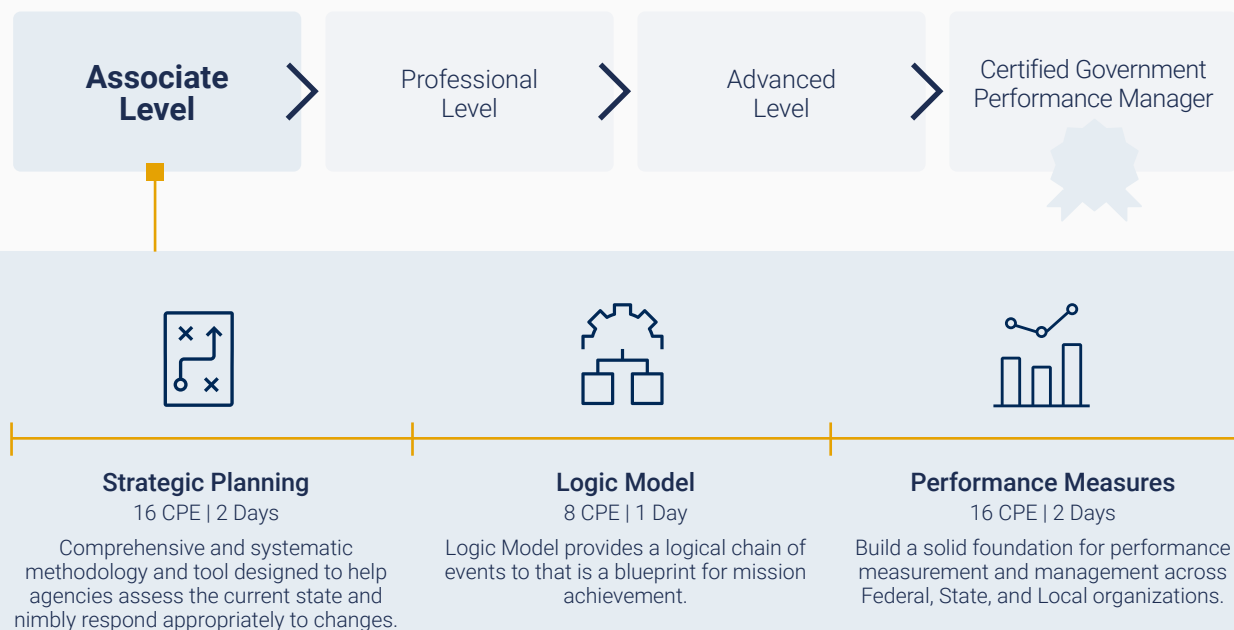 Associate
Level
Professional
Level
Advanced
Level
Certified Government
Performance Manager
Strategic Planning
16 CPE | 2 Days
Comprehensive and systematic
methodology and tool designed to help
agencies assess the current state and
nimbly respond appropriately to changes.
Logic Model
8 CPE | 1 Day
Logic Model provides a logical chain of
events to that is a blueprint for mission
achievement.
Performance Measures
16 CPE | 2 Days
Build a solid foundation for performance
measurement and management across
Federal, State, and Local organizations.